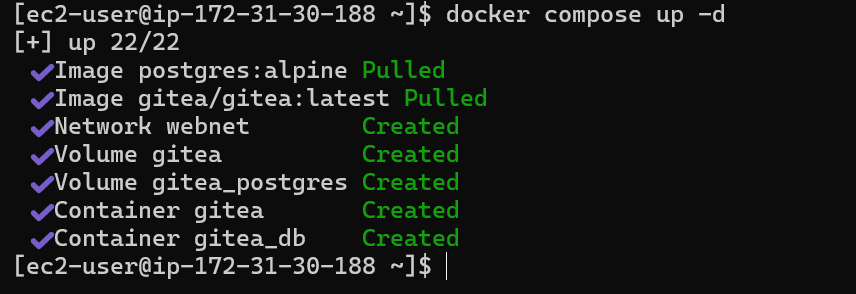 [ec2-user@ip-172-31-30-188 ~]$ docker compose up -d
[+] up 22/22
✔Image postgres:alpine Pulled
✔Image gitea/gitea:latest Pulled
✔Network webnet Created
✔Volume gitea Created
✔Volume gitea_postgres Created
✔Container gitea Created
✔Container gitea_db Created
[ec2-user@ip-172-31-30-188 ~]$